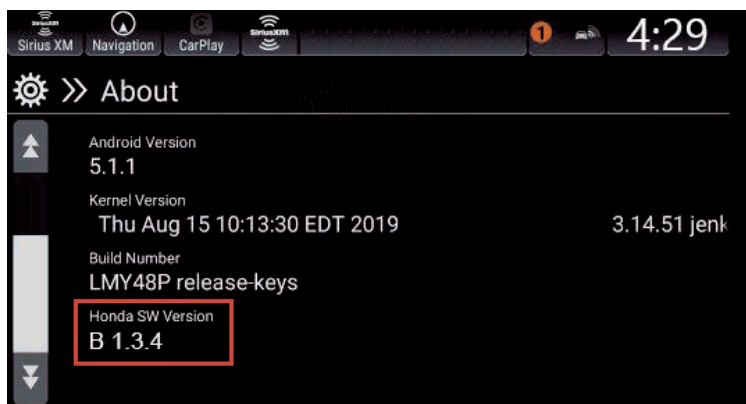 SiriusXM
Sirius XM
Navigation
CarPlay
SiriusXM
1
4:29
About
Android Version
5.1.1
Kernel Version
Thu Aug 15 10:13:30 EDT 2019 3.14.51 jenk
Build Number
LMY48P release-keys
Honda SW Version
B 1.3.4